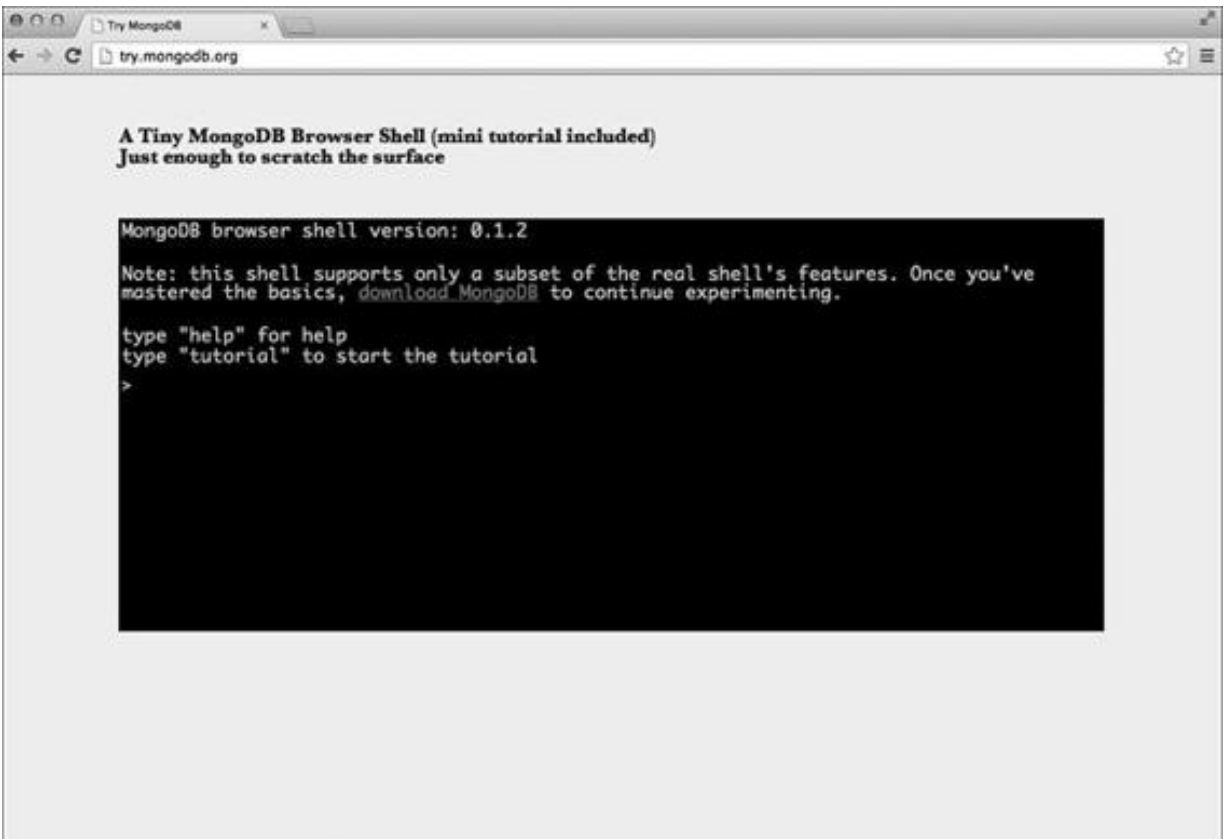 Try MongoDB
try.mongodb.org
A Tiny MongoDB Browser Shell (mini tutorial included)
Just enough to scratch the surface
MongoDB browser shell version: 0.1.2
Note: this shell supports only a subset of the real shell's features. Once you've
mastered the basics, download MongoDB to continue experimenting.
type "help" for help
type "tutorial" to start the tutorial
>